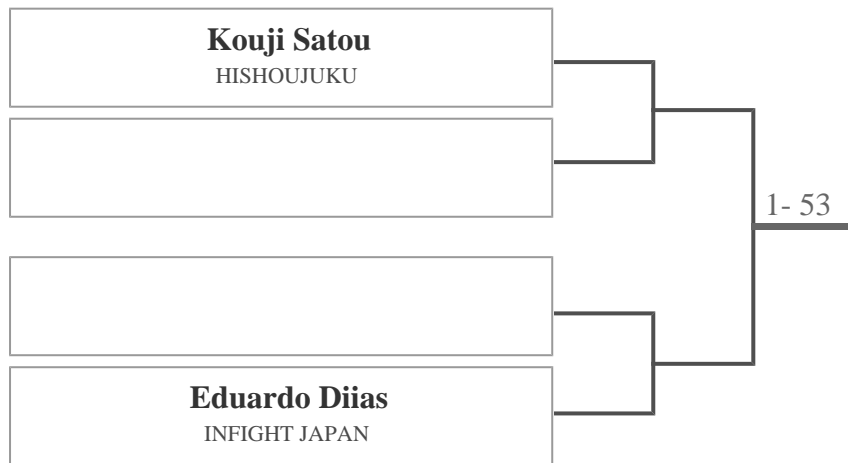 Kouji Satou
HISHOUJUKU
1- 53
Eduardo Diias
INFIGHT JAPAN